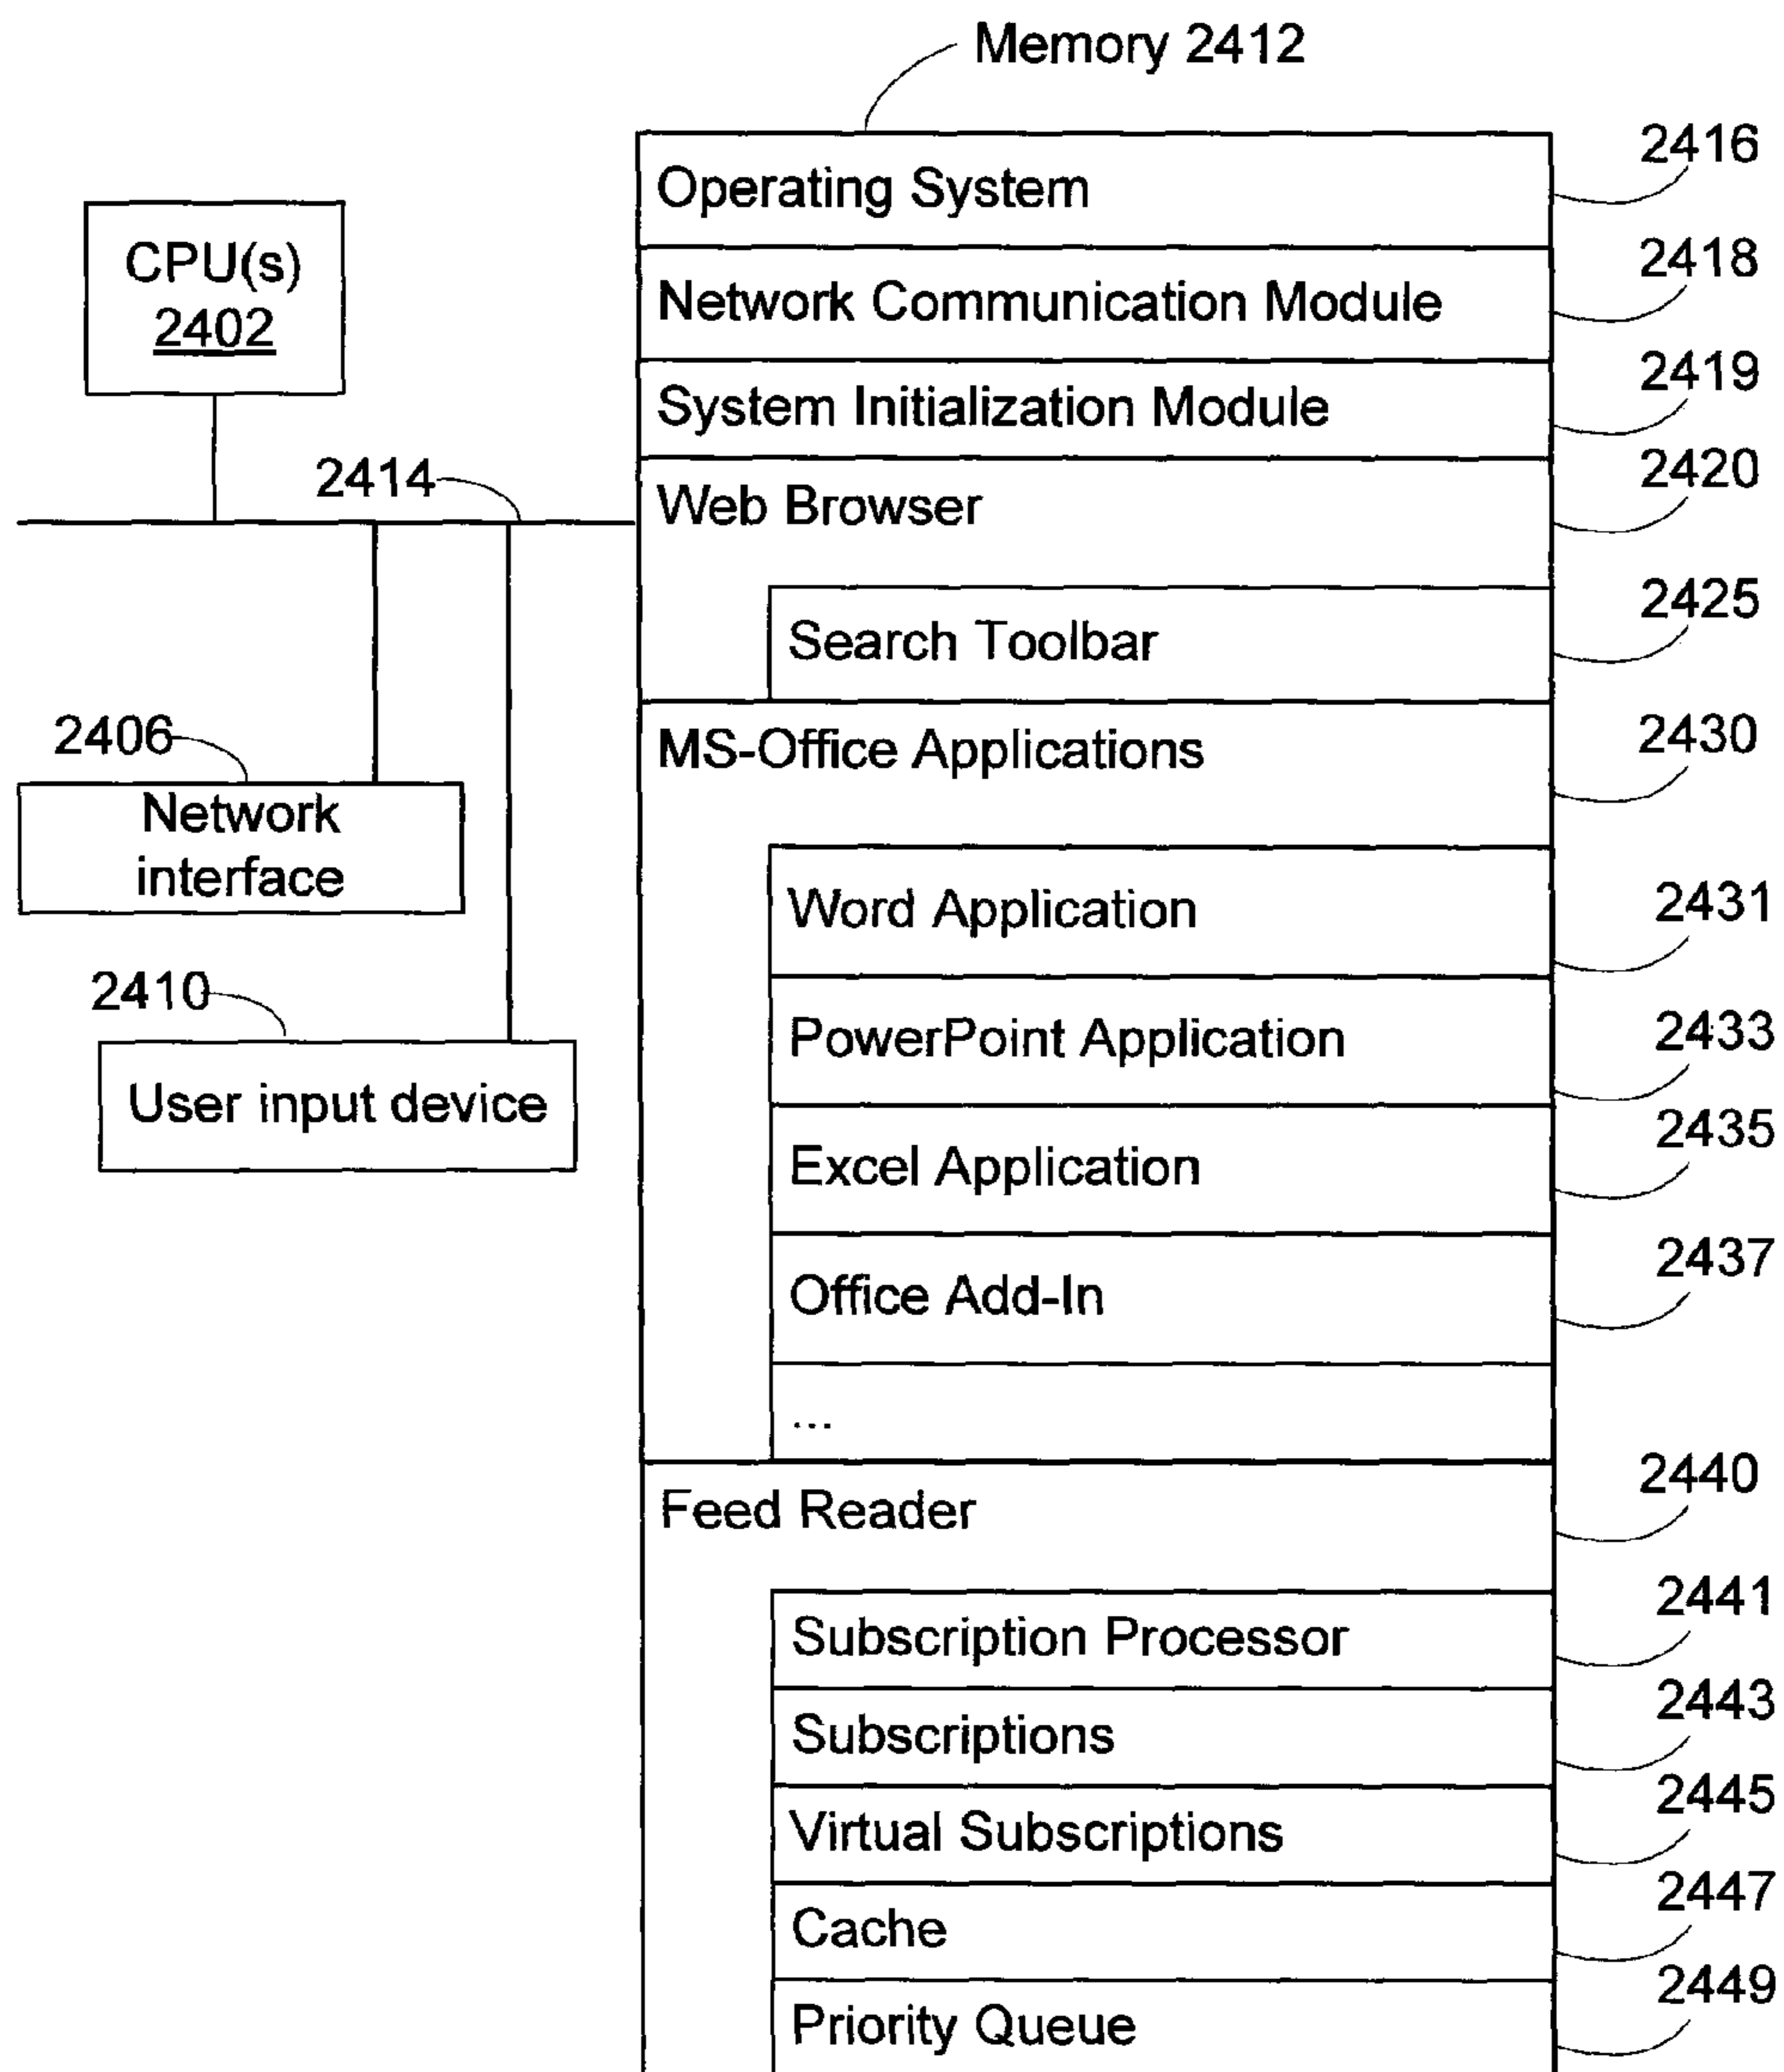 Memory 2412
Operating System
2416
CPU(s)
2402
Network Communication Module
2418
System Initialization Module
2419
2414
Web Browser
2420
Search Toolbar
2425
2406
Network
interface
MS-Office Applications
2430
Word Application
2431
2410
User input device
PowerPoint Application
2433
Excel Application
2435
Office Add-In
2437
...
Feed Reader
2440
Subscription Processor
2441
Subscriptions
2443
Virtual Subscriptions
2445
Cache
2447
Priority Queue
2449